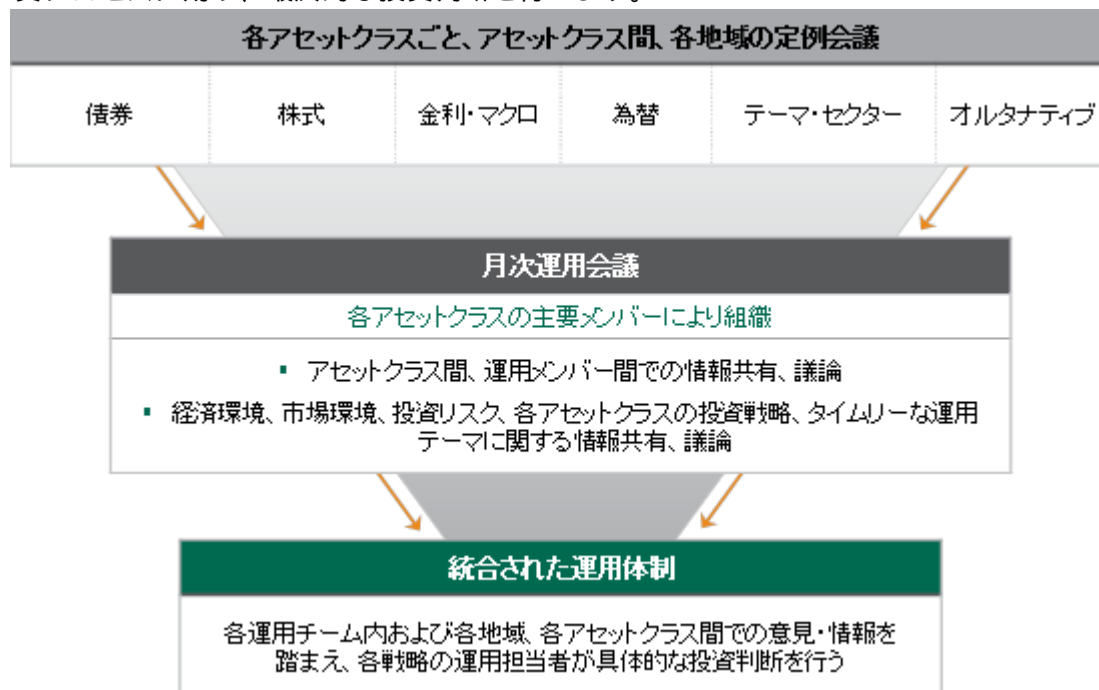 各アセットクラスごと、アセットクラス間、各地域の定例会議
債券
株式
金利・マクロ
為替
テーマ・セクター
オルタナティブ
月次運用会議
各アセットクラスの主要メンバーにより組織
▪ アセットクラス間、運用メンバー間での情報共有、議論
▪ 経済環境、市場環境、投資リスク、各アセットクラスの投資戦略、タイムリーな運用
テーマに関する情報共有、議論
統合された運用体制
各運用チーム内および各地域、各アセットクラス間での意見・情報を
踏まえ、各戦略の運用担当者が具体的な投資判断を行う